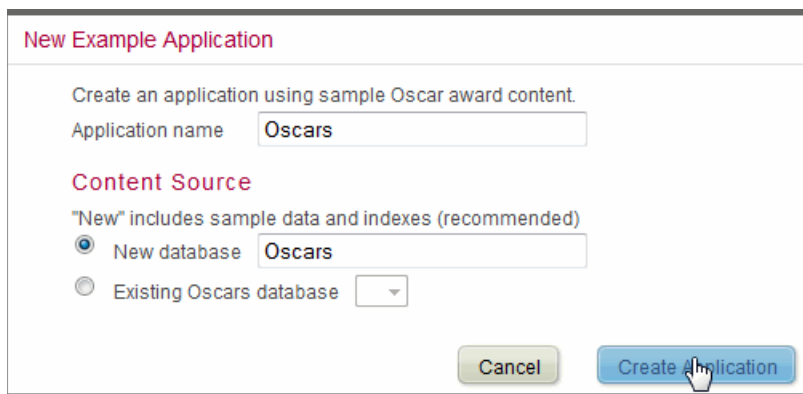 New Example Application
Create an application using sample Oscar award content.
Application name Oscars
Content Source
"New" includes sample data and indexes (recommended)
New database Oscars
Existing Oscars database
Cancel Create Application